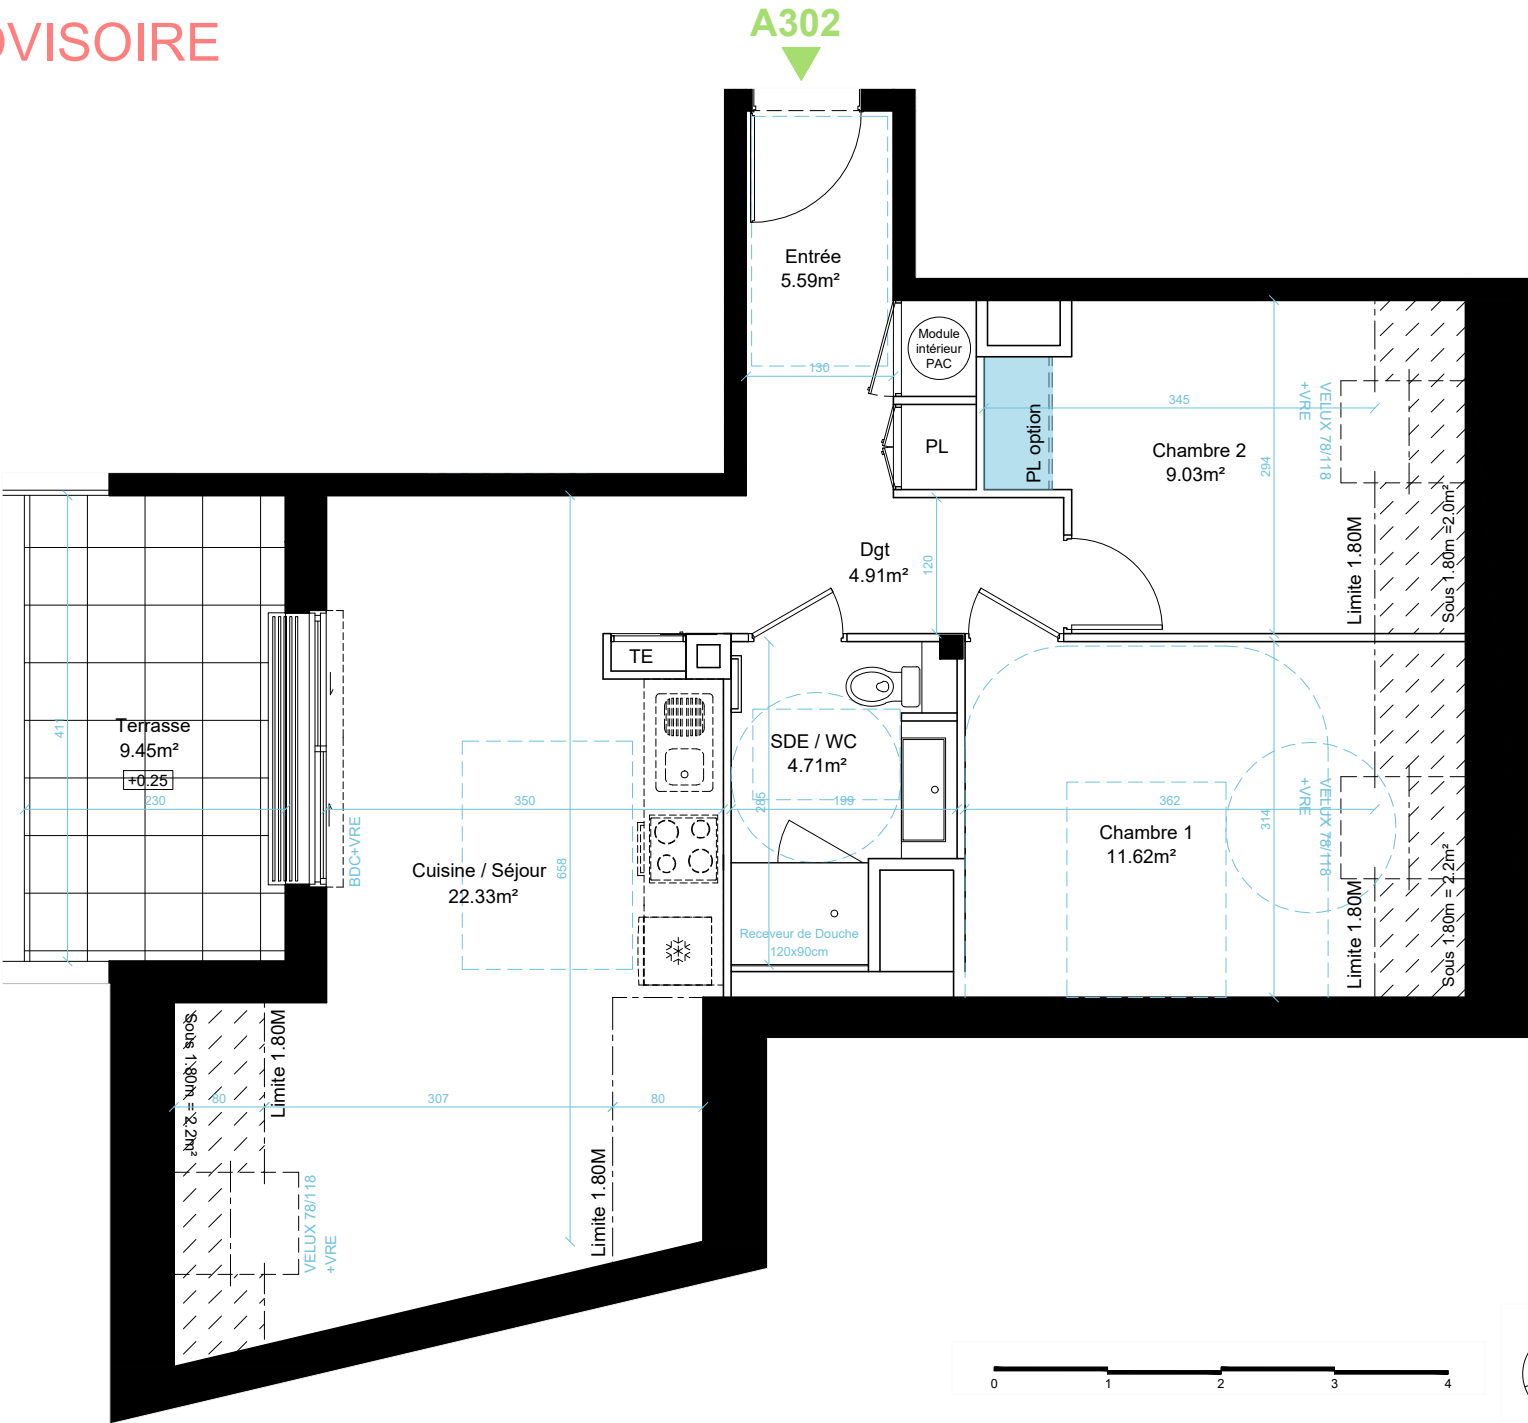 OVISOIRE
A302
Entrée
5.59m²
130
Module
intérieur
PAC
PL
PL option
345
VELUX 78/118
+VRE
Chambre 2
9.03m²
294
Limite 1.80M
Sous 1.80m =2.0m²
Dgt
4.91m²
120
TE
411
Terrasse
9.45m²
+0.25
230
BDC+VRE
350
Cuisine / Séjour
22.33m²
658
SDE / WC
4.71m²
285
199
Receveur de Douche
120x90cm
362
Chambre 1
11.62m²
314
VELUX 78/118
+VRE
Limite 1.80M
Sous 1.80m = 2.2m²
Sous 1.80m = 2.2m²
Limite 1.80M
80
307
80
Limite 1.80M
VELUX 78/118
+VRE
0 1 2 3 4